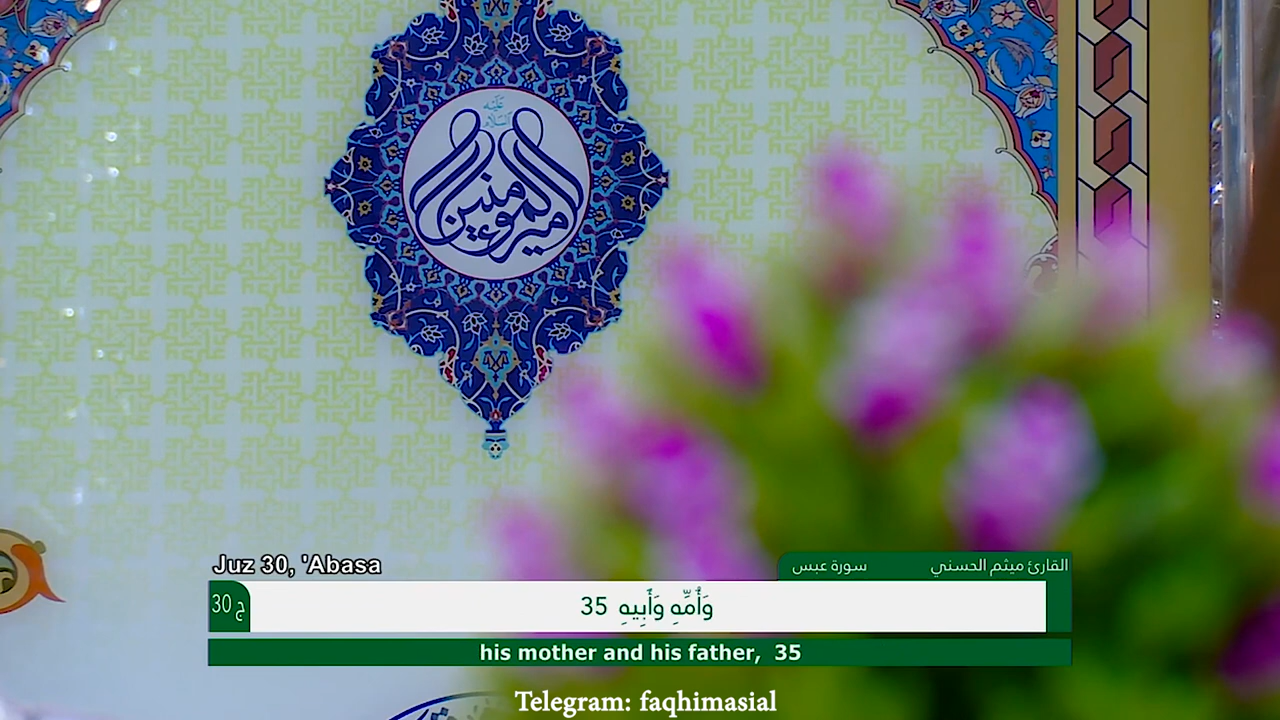 عليه
السلام
امير المؤمنين
Juz 30, 'Abasa
القارئ ميثم الحسني
سورة عبس
ج 30
وَأُمِّهِ وَأَبِيهِ 35
his mother and his father, 35
Telegram: faqhimasial